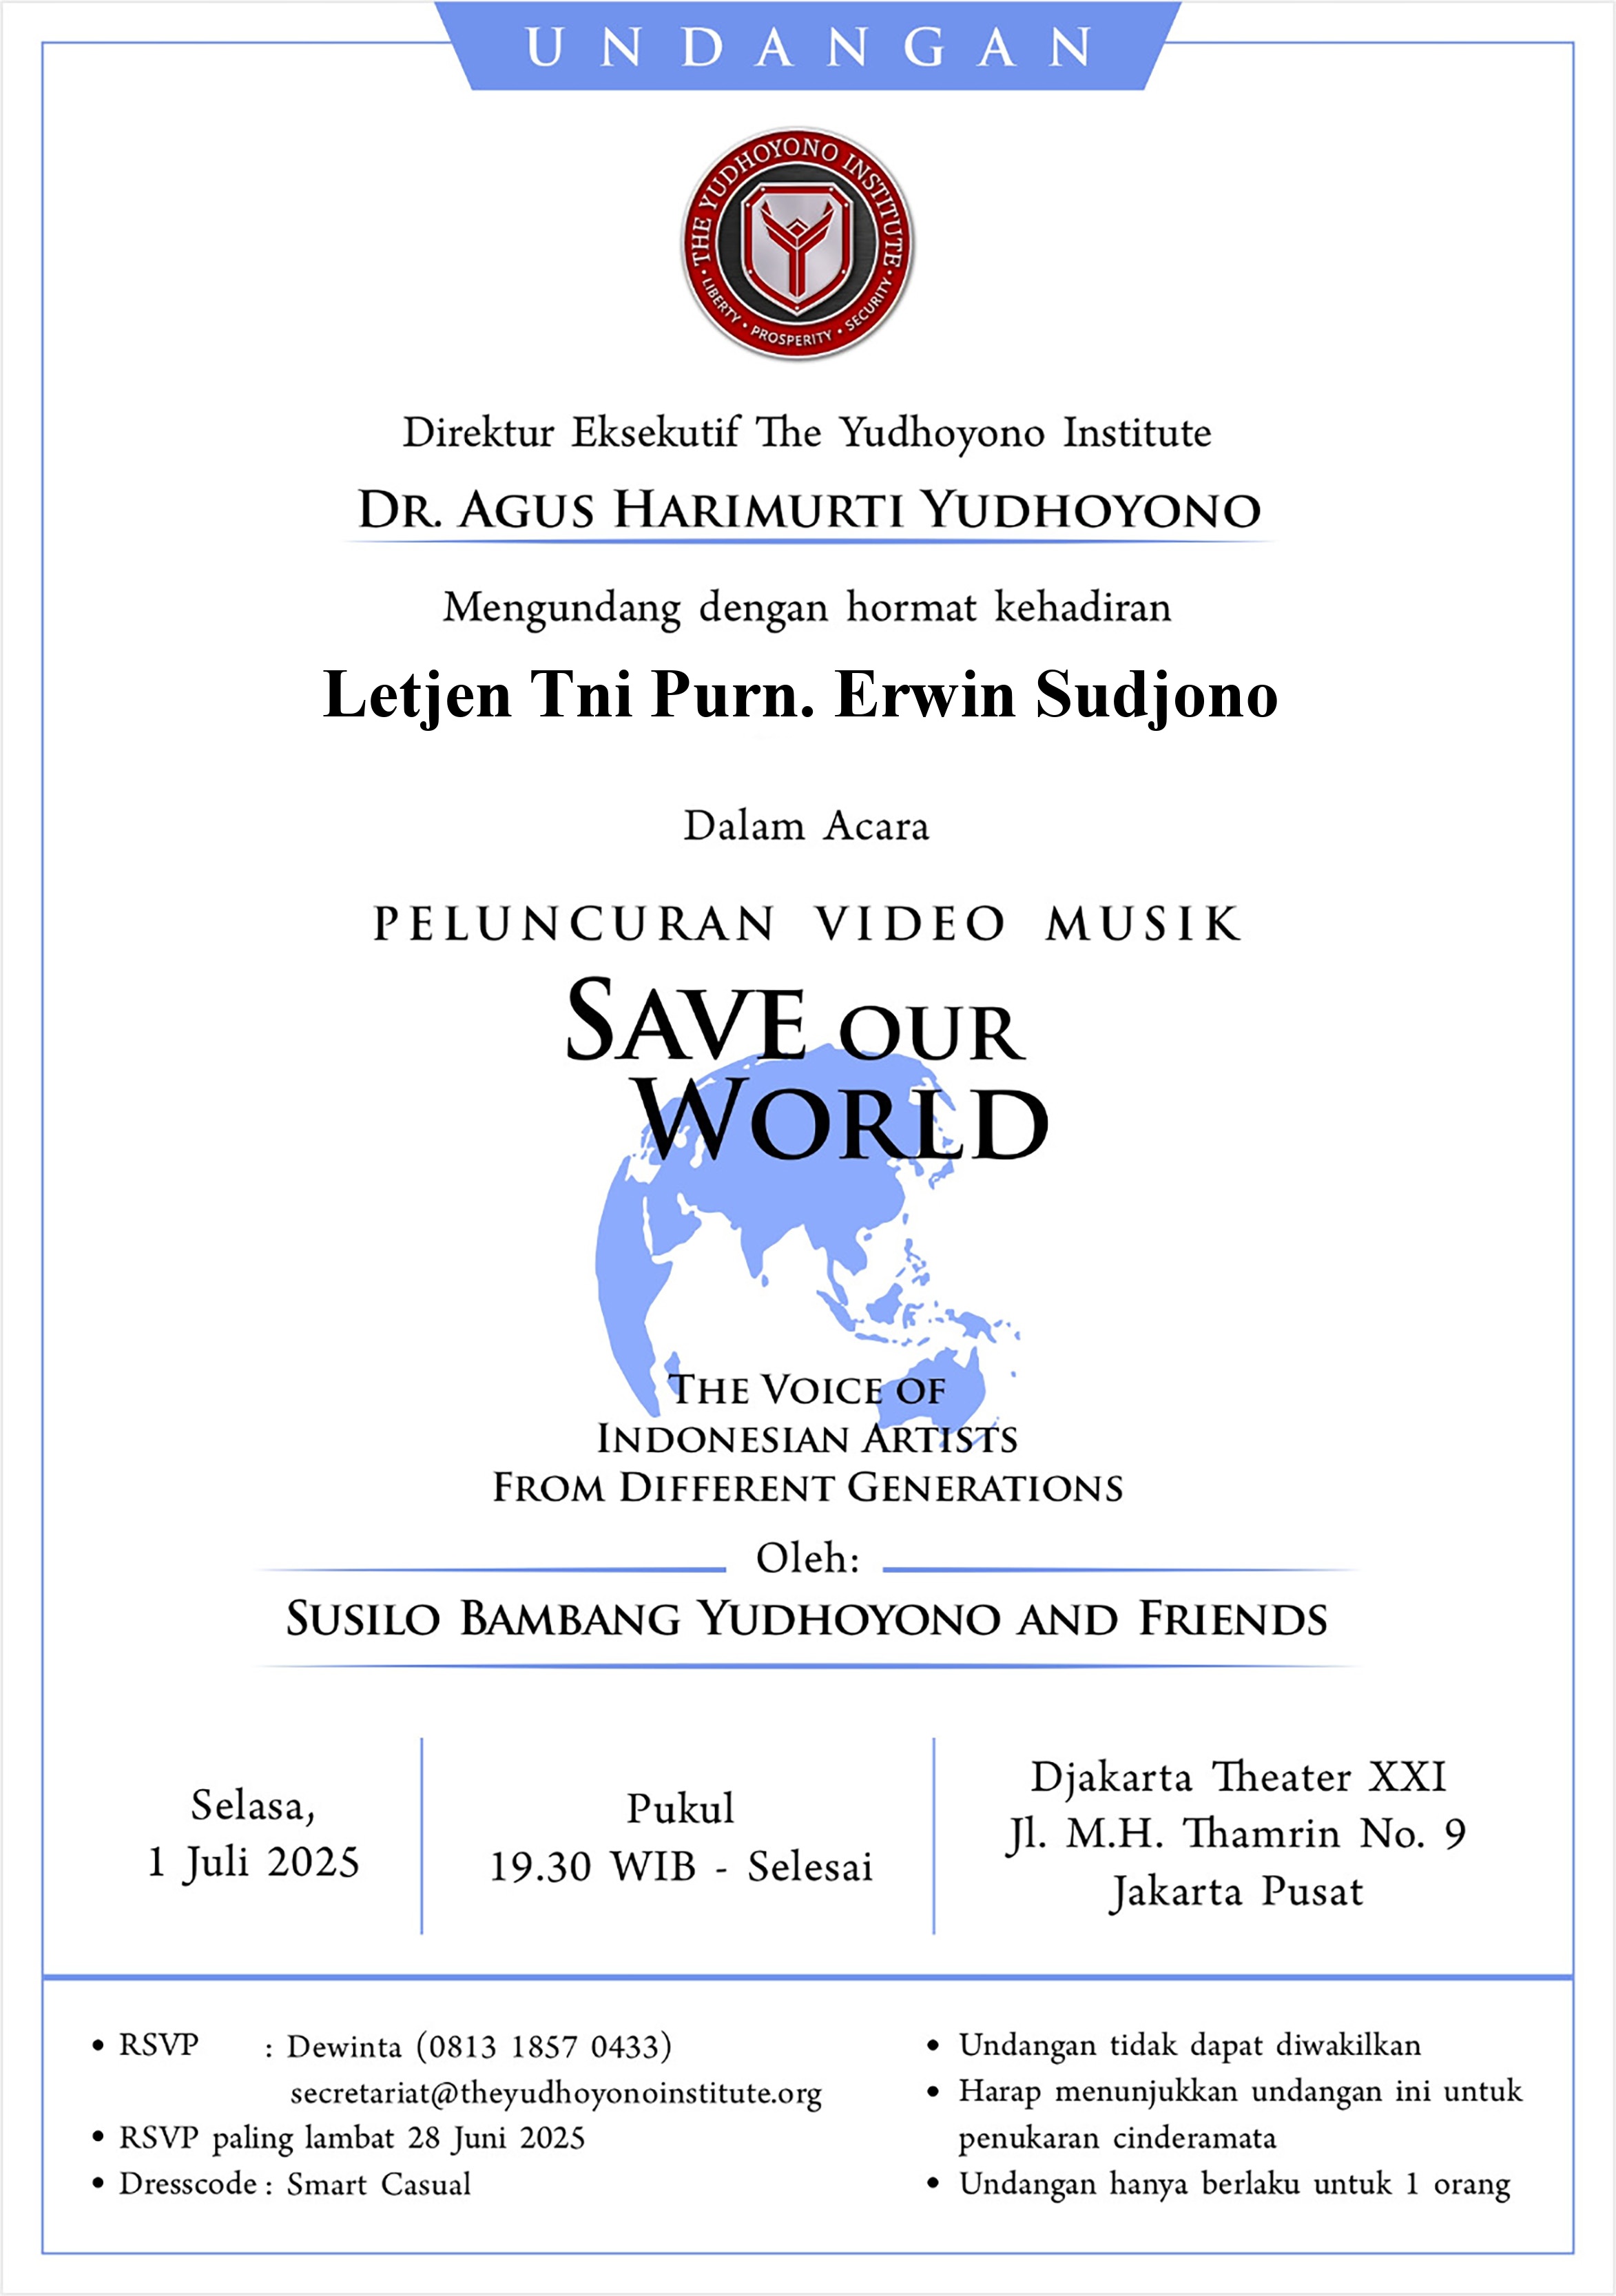 UNDANGAN
THE YUDHOYONO INSTITUTE
LIBERTY • PROSPERITY • SECURITY
Direktur Eksekutif The Yudhoyono Institute
DR. AGUS HARIMURTI YUDHOYONO
Mengundang dengan hormat kehadiran
Letjen Tni Purn. Erwin Sudjono
Dalam Acara
PELUNCURAN VIDEO MUSIK
SAVE OUR
WORLD
THE VOICE OF
INDONESIAN ARTISTS
FROM DIFFERENT GENERATIONS
Oleh:
SUSILO BAMBANG YUDHOYONO AND FRIENDS
Selasa,
1 Juli 2025
Pukul
19.30 WIB - Selesai
Djakarta Theater XXI
Jl. M.H. Thamrin No. 9
Jakarta Pusat
• RSVP : Dewinta (0813 1857 0433)
secretariat@theyudhoyonoinstitute.org
• RSVP paling lambat 28 Juni 2025
• Dresscode : Smart Casual
• Undangan tidak dapat diwakilkan
• Harap menunjukkan undangan ini untuk
penukaran cinderamata
• Undangan hanya berlaku untuk 1 orang